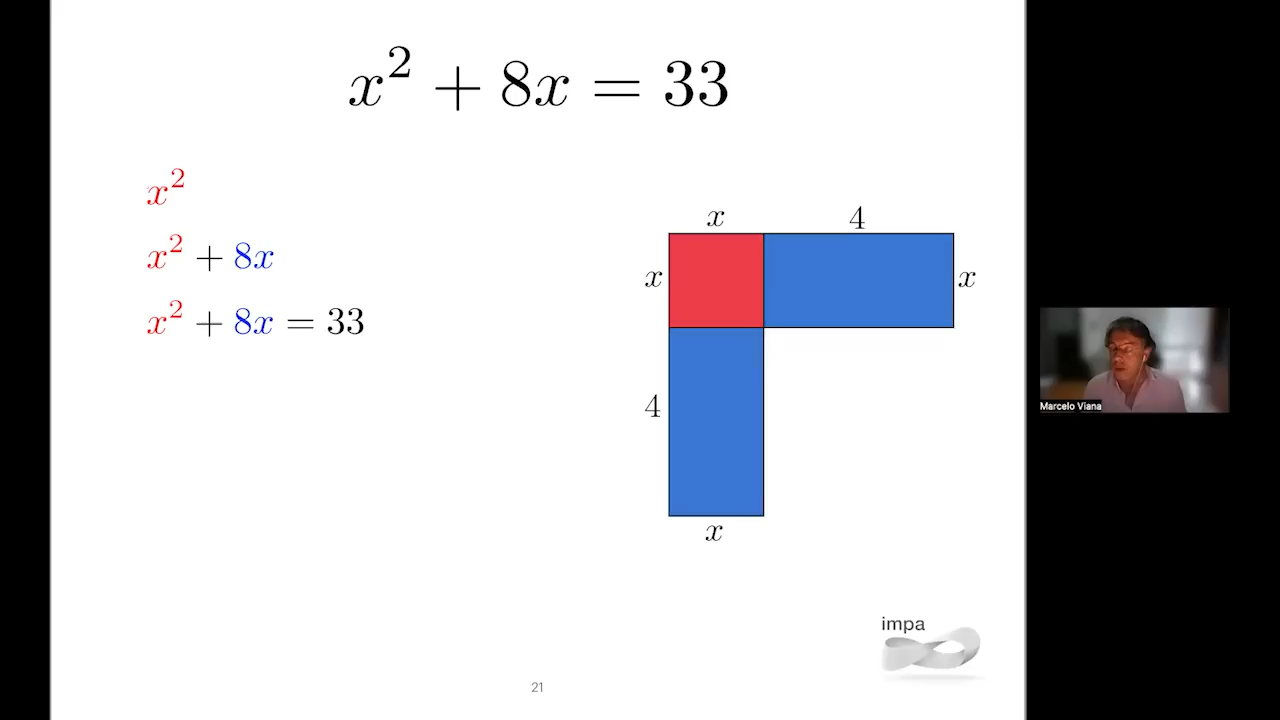 x² + 8x = 33
x²
x² + 8x
x² + 8x = 33
x 4
x x
4
x
Marcelo Viana
impa
21